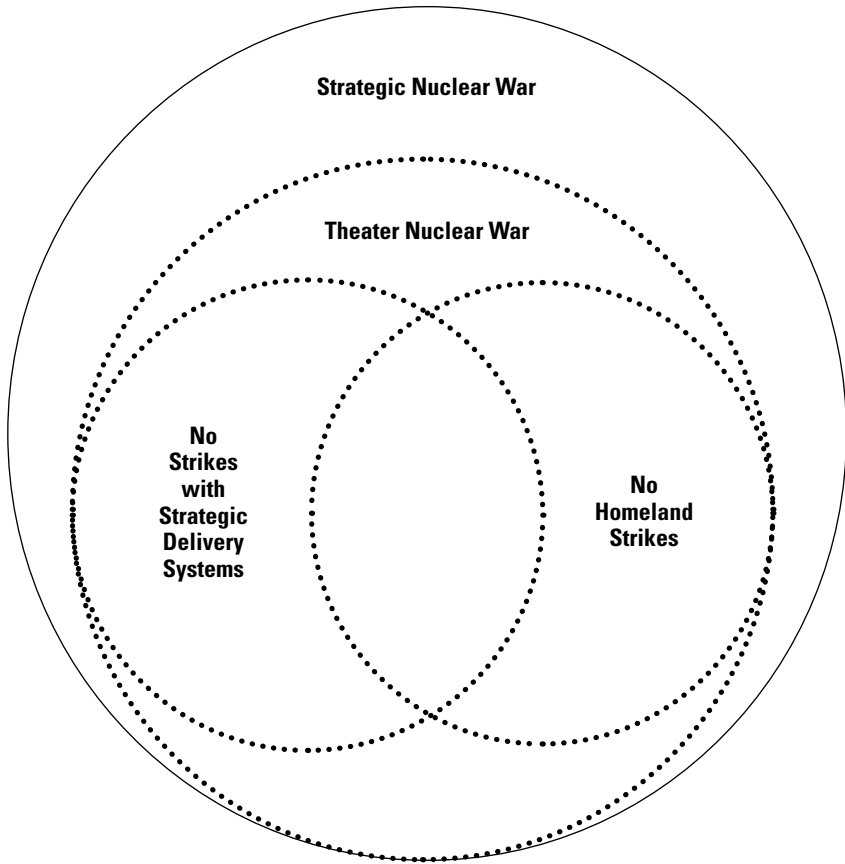 Strategic Nuclear War
Theater Nuclear War
No
Strikes
with
Strategic
Delivery
Systems
No
Homeland
Strikes